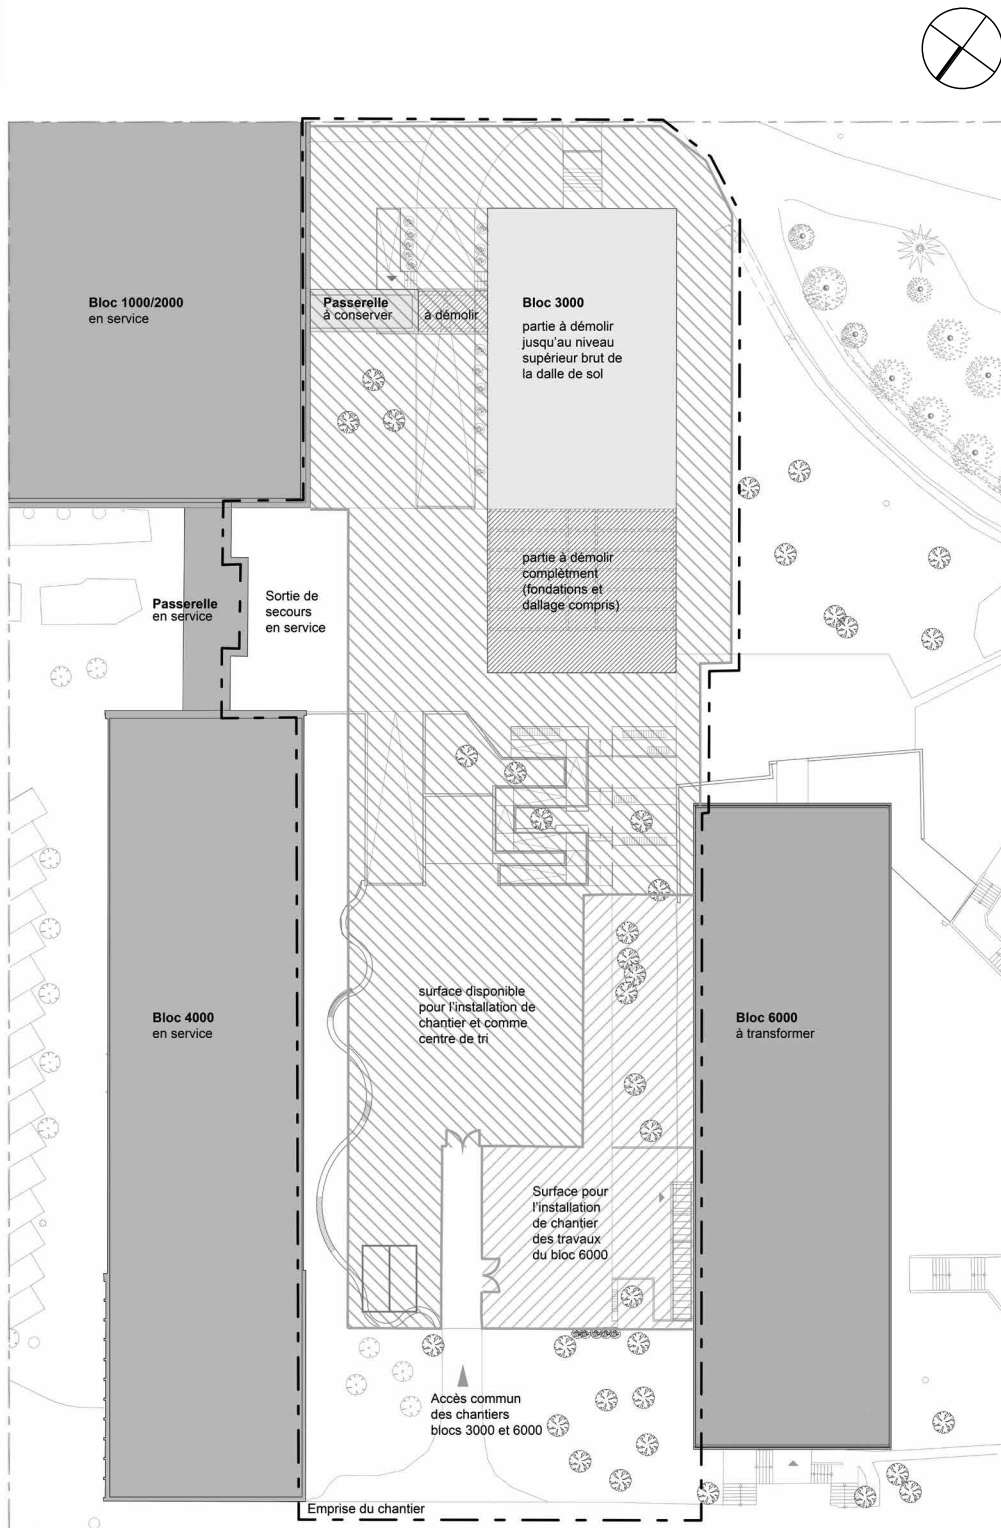 Bloc 1000/2000
en service
Passerelle
à conserver
à démolir
Bloc 3000
partie à démolir
jusqu'au niveau
supérieur brut de
la dalle de sol
partie à démolir
complètment
(fondations et
dallage compris)
Passerelle
en service
Sortie de
secours
en service
surface disponible
pour l'installation de
chantier et comme
centre de tri
Bloc 4000
en service
Bloc 6000
à transformer
Surface pour
l'installation
de chantier
des travaux
du bloc 6000
Accès commun
des chantiers
blocs 3000 et 6000
Emprise du chantier